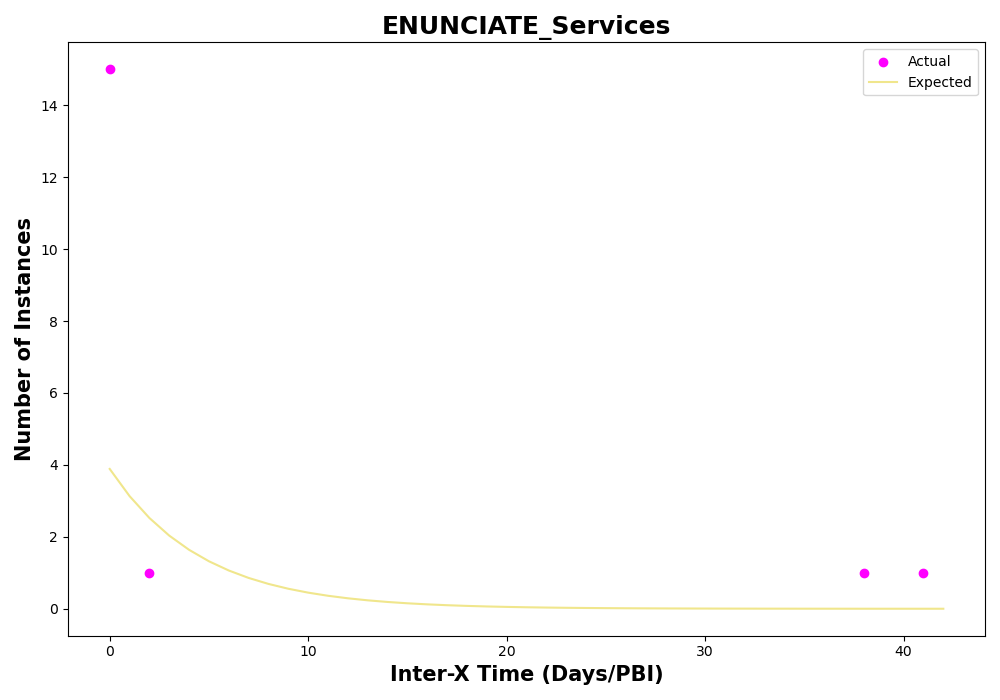 ENUNCIATE_Services
Actual
Expected
Number of Instances
14
12
10
8
6
4
2
0
0 10 20 30 40
Inter-X Time (Days/PBI)